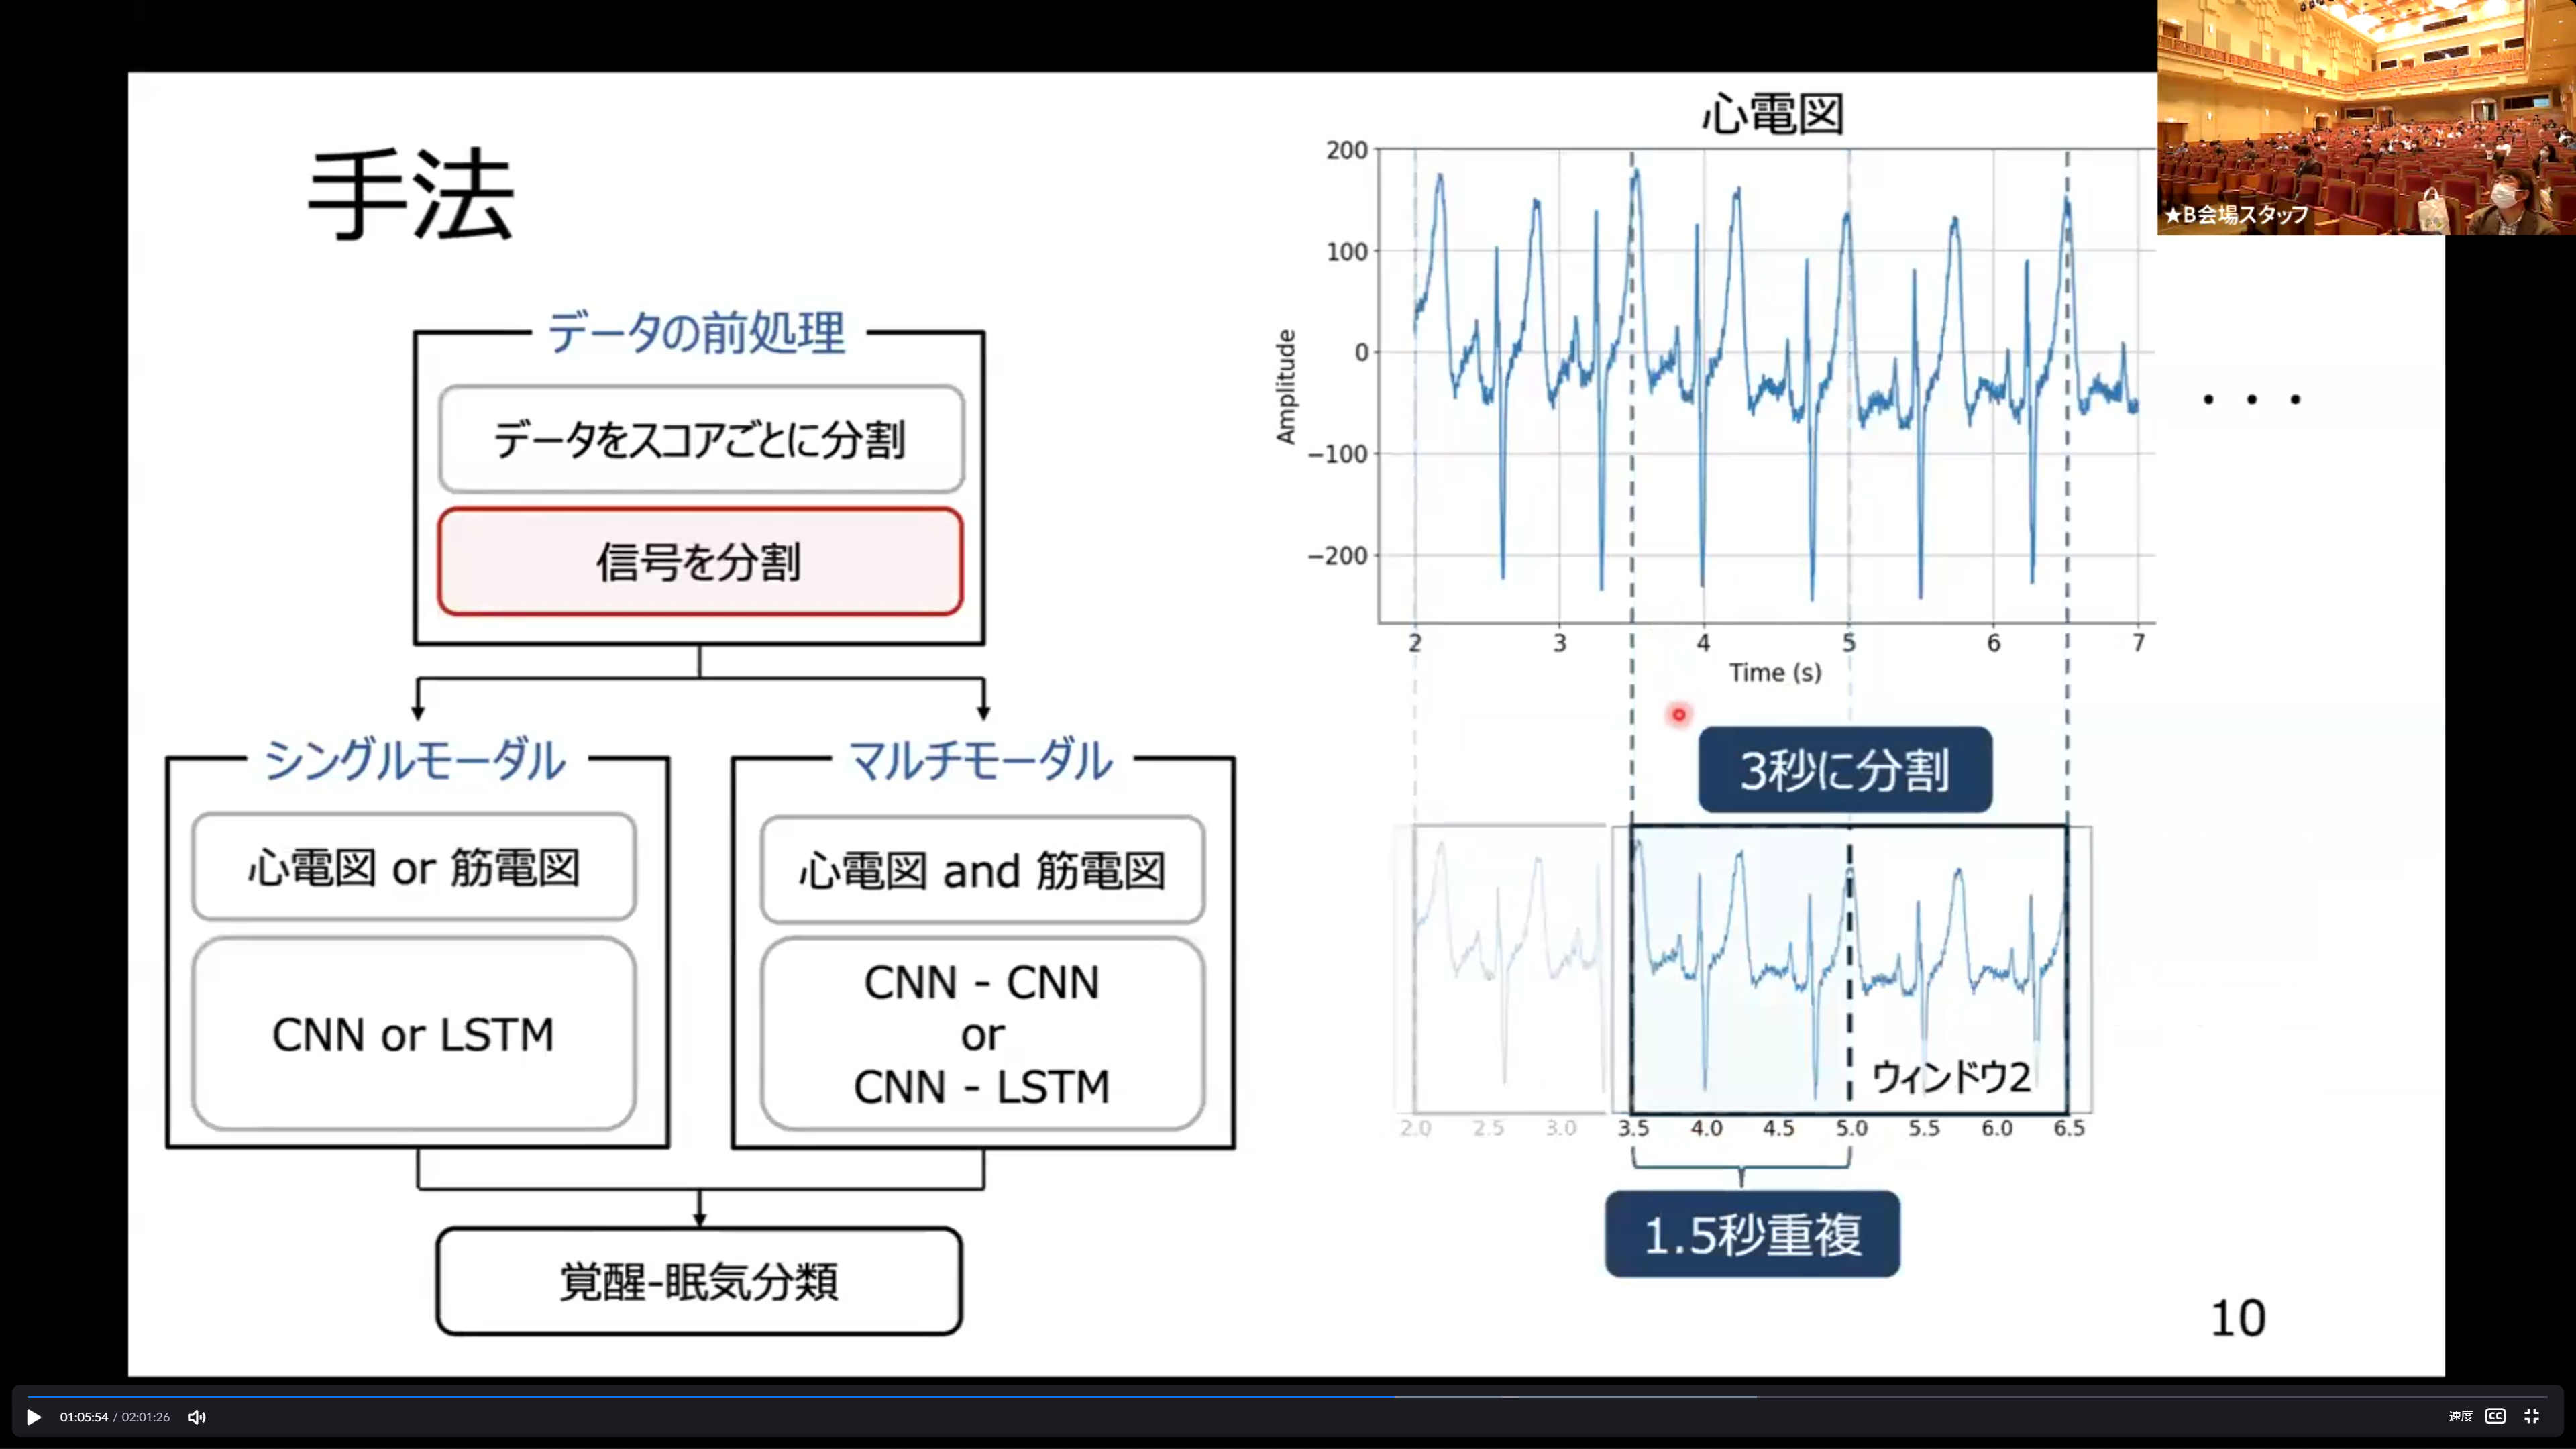 手法
データの前処理
データをスコアごとに分割
信号を分割
シングルモーダル
心電図 or 筋電図
CNN or LSTM
マルチモーダル
心電図 and 筋電図
CNN - CNN
or
CNN - LSTM
覚醒-眠気分類
心電図
200
100
0
−100
−200
Amplitude
2 3 4 5 6 7
Time (s)
・・・
3秒に分割
ウィンドウ2
2.0 2.5 3.0 3.5 4.0 4.5 5.0 5.5 6.0 6.5
1.5秒重複
10
★B会場スタッフ
01:05:54 / 02:01:26
速度 CC